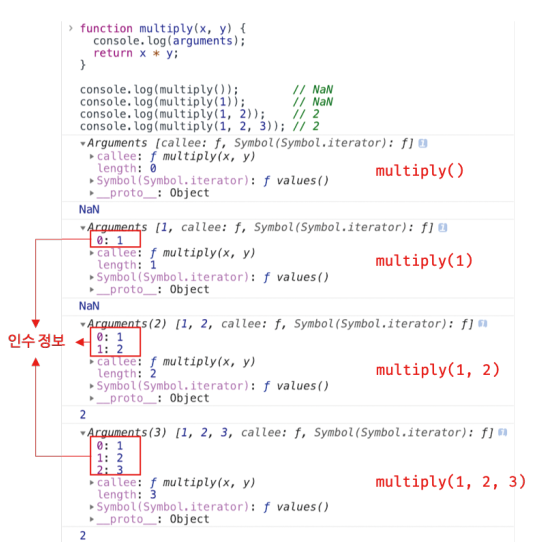 › function multiply(x, y) {
console.log(arguments);
return x * y;
}
console.log(multiply()); // NaN
console.log(multiply(1)); // NaN
console.log(multiply(1, 2)); // 2
console.log(multiply(1, 2, 3)); // 2
▾Arguments [callee: ƒ, Symbol(Symbol.iterator): ƒ] i
▸callee: ƒ multiply(x, y)
length: 0
multiply()
▸Symbol(Symbol.iterator): ƒ values()
▸__proto__: Object
NaN
▾Arguments [1, callee: ƒ, Symbol(Symbol.iterator): ƒ] i
0: 1
▸callee: ƒ multiply(x, y)
length: 1
multiply(1)
▸Symbol(Symbol.iterator): ƒ values()
▸__proto__: Object
NaN
▾Arguments(2) [1, 2, callee: ƒ, Symbol(Symbol.iterator): ƒ] i
0: 1
인수 정보
1: 2
▸callee: ƒ multiply(x, y)
length: 2
multiply(1, 2)
▸Symbol(Symbol.iterator): ƒ values()
▸__proto__: Object
2
▾Arguments(3) [1, 2, 3, callee: ƒ, Symbol(Symbol.iterator): ƒ] i
0: 1
1: 2
2: 3
▸callee: ƒ multiply(x, y)
multiply(1, 2, 3)
length: 3
▸Symbol(Symbol.iterator): ƒ values()
▸__proto__: Object
2